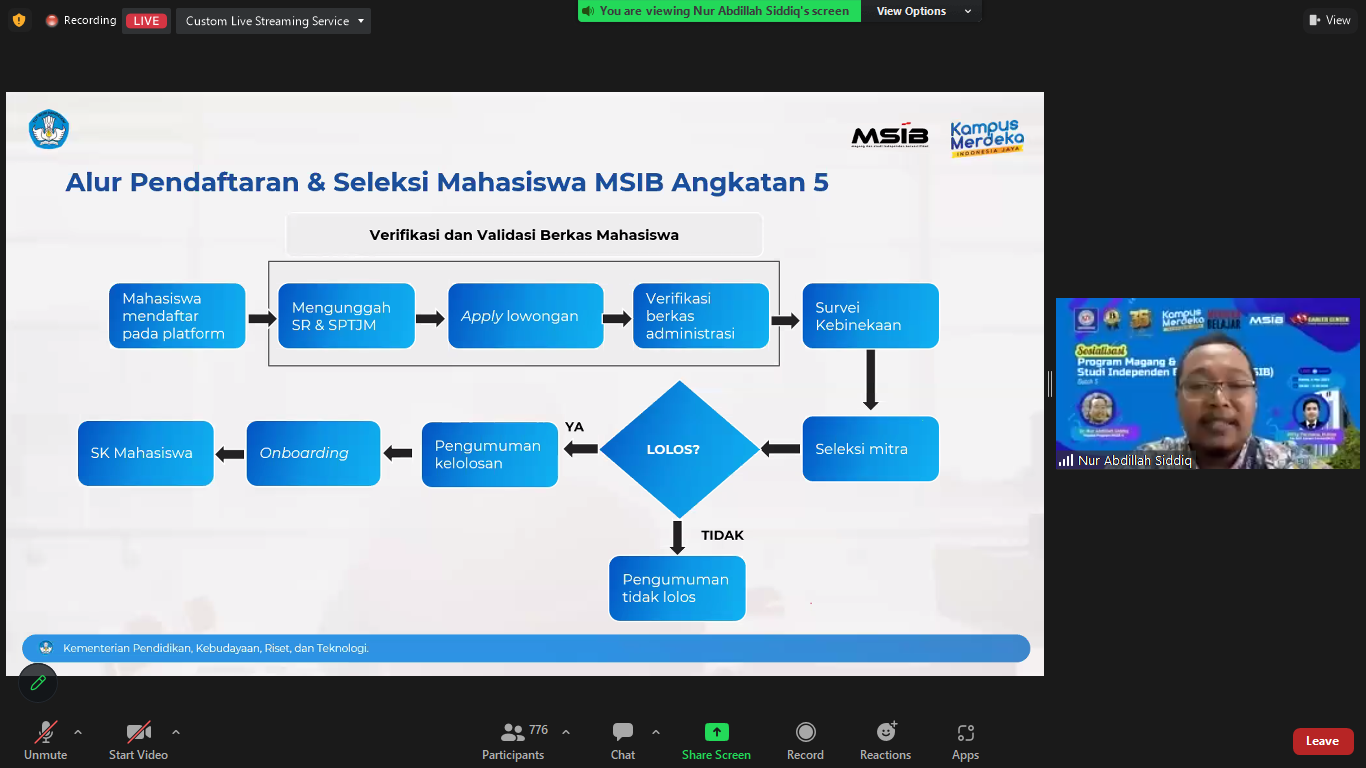 Recording
LIVE
Custom Live Streaming Service
You are viewing Nur Abdillah Siddiq's screen
View Options
View
MSIB
Kampus
Merdeka
INDONESIA JAYA
Alur Pendaftaran & Seleksi Mahasiswa MSIB Angkatan 5
Verifikasi dan Validasi Berkas Mahasiswa
Mahasiswa
mendaftar
pada platform
Mengunggah
SR & SPTJM
Apply lowongan
Verifikasi
berkas
administrasi
Survei
Kebinekaan
SK Mahasiswa
Onboarding
Pengumuman
kelolosan
YA
LOLOS?
Seleksi mitra
TIDAK
Pengumuman
tidak lolos
Kementerian Pendidikan, Kebudayaan, Riset, dan Teknologi.
Kampus
Merdeka
BELAJAR
MSIB
Sosialisasi
Program Magang &
Studi Independen
Nur Abdillah Siddiq
Unmute
Start Video
776
Participants
Chat
Share Screen
Record
Reactions
Apps
Leave